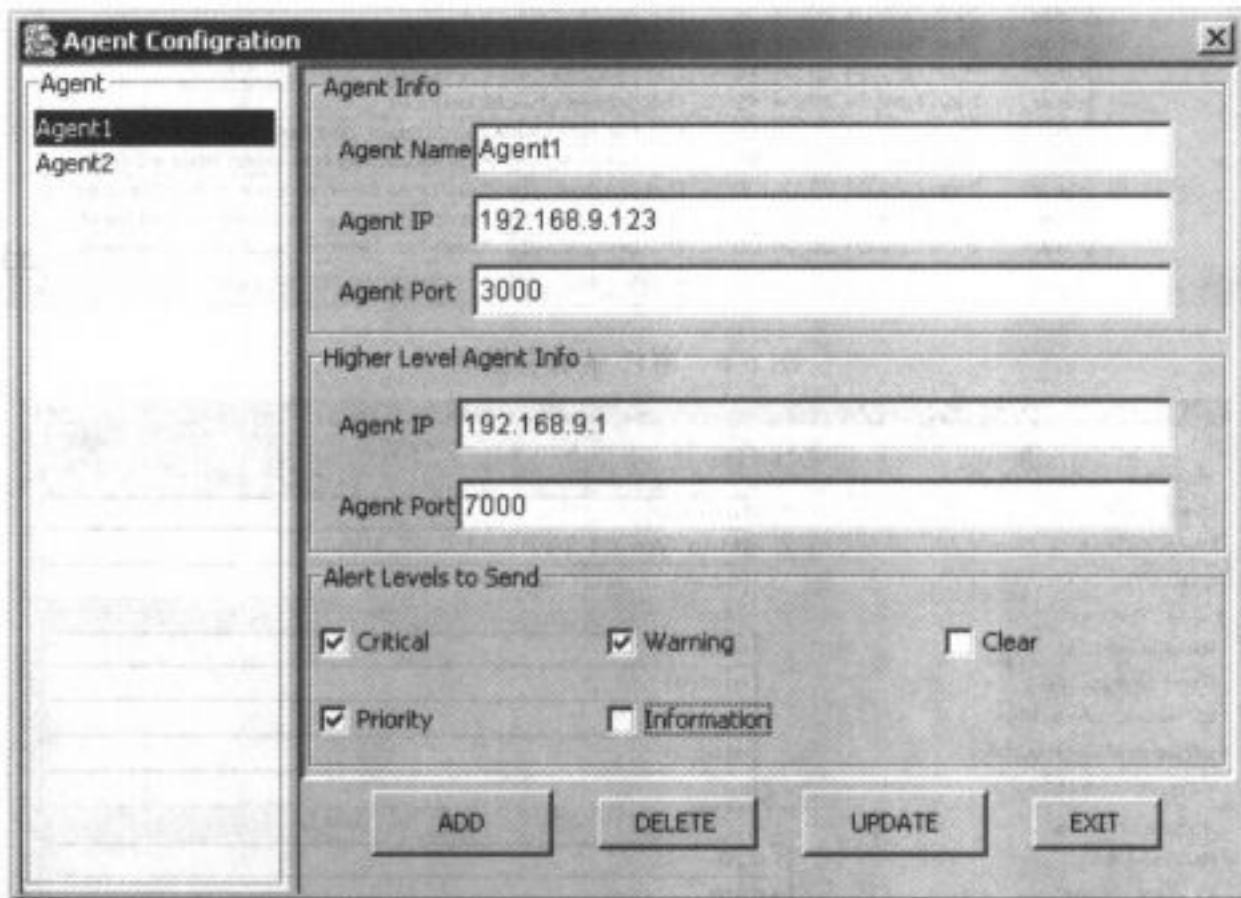 Agent Configration
Agent
Agent1
Agent2
Agent Info
Agent Name Agent1
Agent IP 192.168.9.123
Agent Port 3000
Higher Level Agent Info
Agent IP 192.168.9.1
Agent Port 7000
Alert Levels to Send
Critical Warning Clear
Priority Information
ADD DELETE UPDATE EXIT